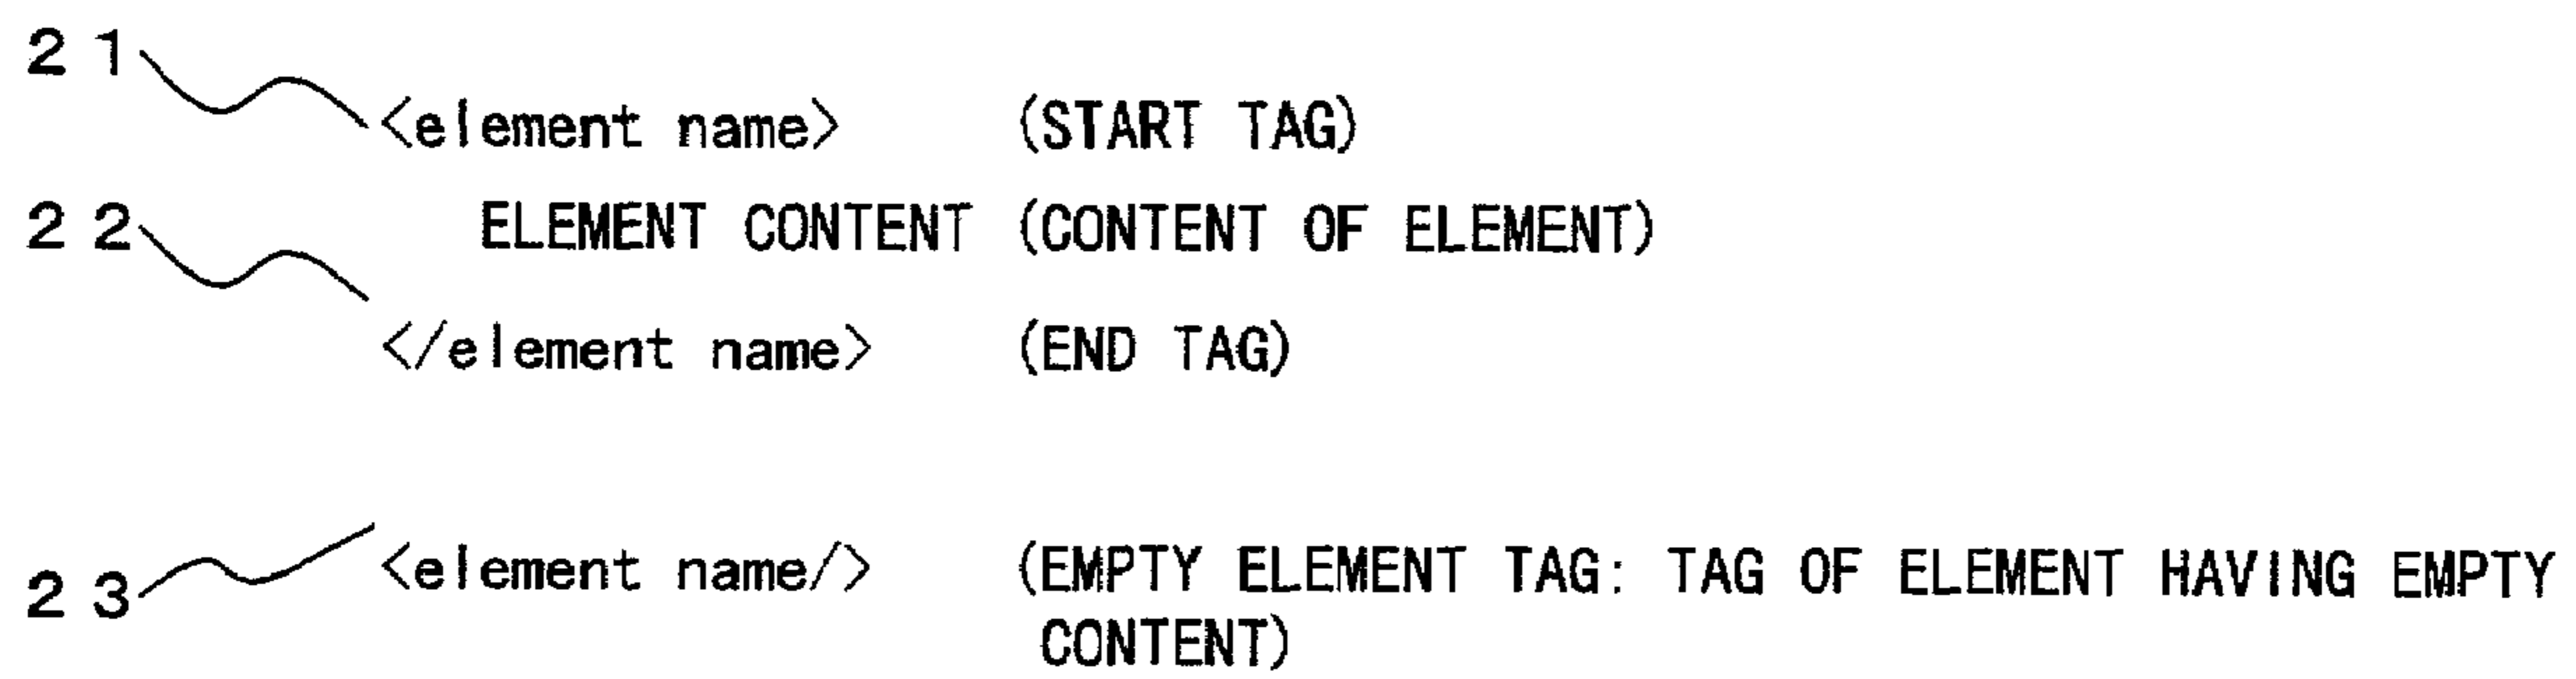 21
<element name> (START TAG)
22 ELEMENT CONTENT (CONTENT OF ELEMENT)
</element name> (END TAG)
23 <element name/> (EMPTY ELEMENT TAG: TAG OF ELEMENT HAVING EMPTY
CONTENT)